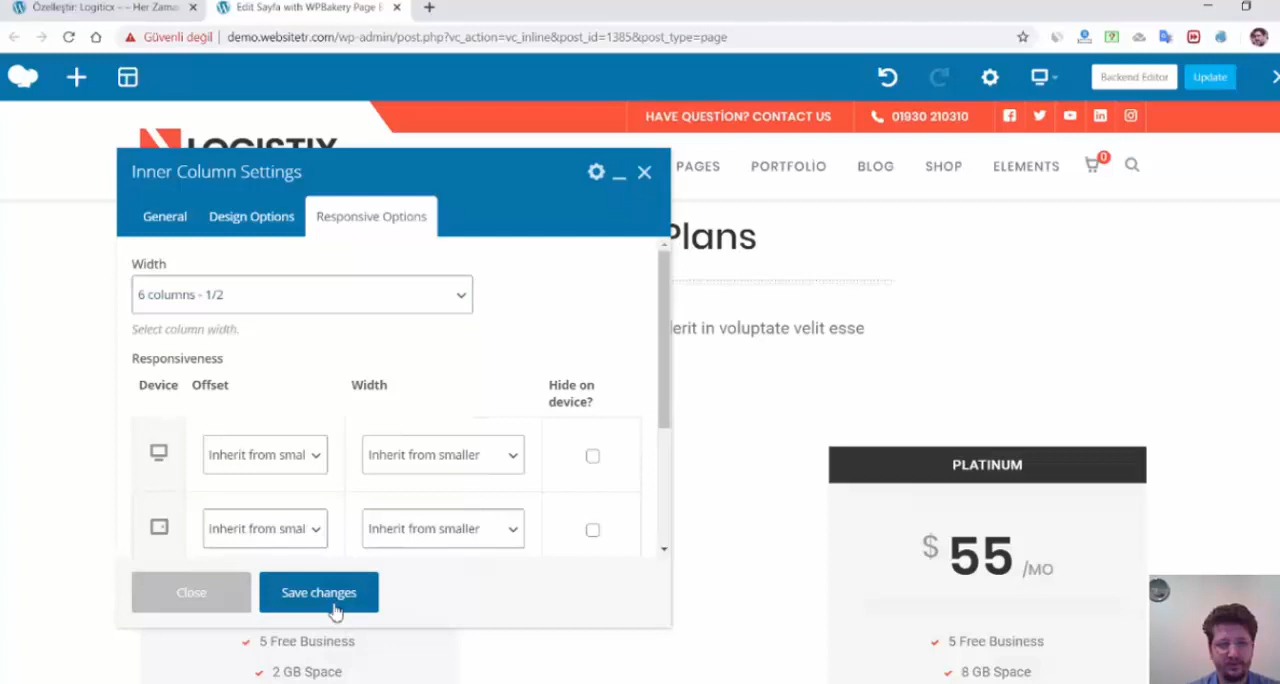 Özelleştir: Logiticx – – Her Zama
Edit Sayfa with WPBakery Page B
Güvenli değil
demo.websitetr.com/wp-admin/post.php?vc_action=vc_inline&post_id=1385&post_type=page
Backend Editor
Update
HAVE QUESTİON? CONTACT US
01930 210310
LOGISTIX
PAGES
PORTFOLİO
BLOG
SHOP
ELEMENTS
0
Inner Column Settings
General
Design Options
Responsive Options
Plans
Width
6 columns - 1/2
Select column width.
lerit in voluptate velit esse
Responsiveness
Device
Offset
Width
Hide on
device?
Inherit from smal
Inherit from smaller
Inherit from smal
Inherit from smaller
Close
Save changes
PLATINUM
$
55
/MO
5 Free Business
2 GB Space
5 Free Business
8 GB Space